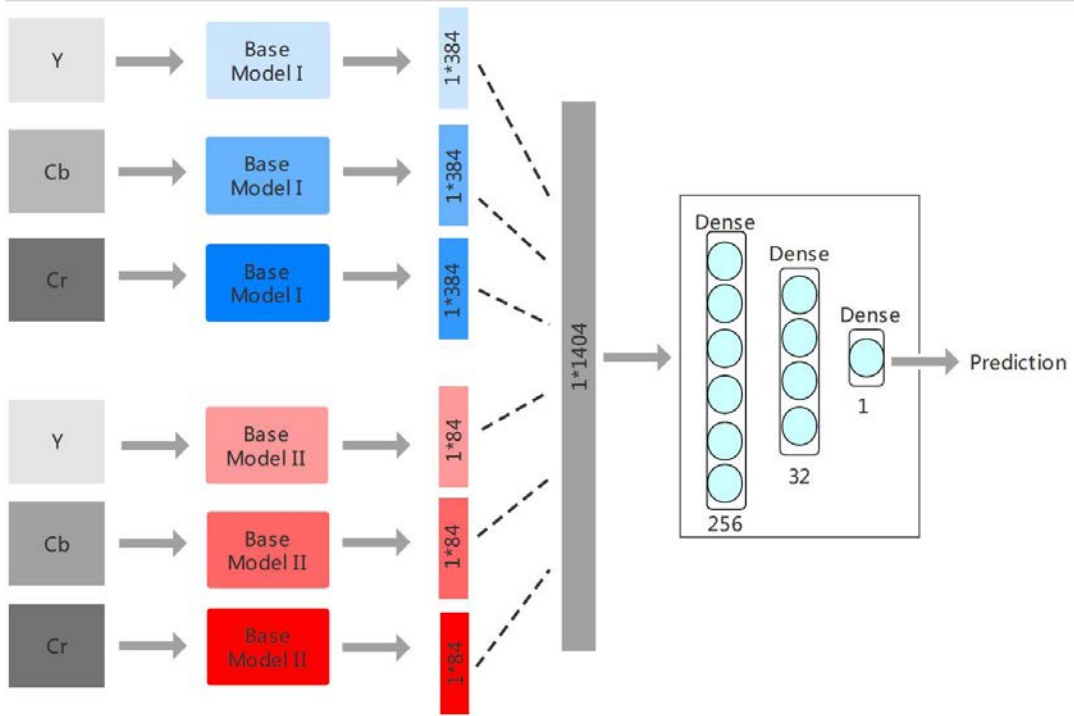 Y
Base
Model I
1*384
Cb
Base
Model I
1*384
Cr
Base
Model I
1*384
Y
Base
Model II
1*84
Cb
Base
Model II
1*84
Cr
Base
Model II
1*84
1*1404
Dense
256
Dense
32
Dense
1
Prediction